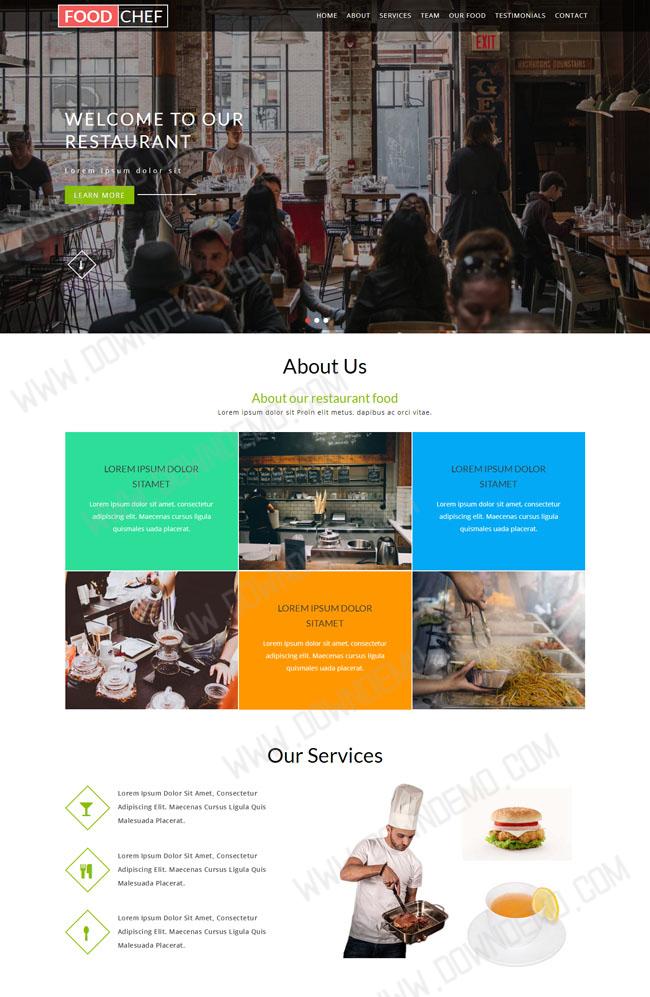 FOOD CHEF
HOME ABOUT SERVICES TEAM OUR FOOD TESTIMONIALS CONTACT
EXIT
WASHROOMS DOWNSTAIRS
GEN
WELCOME TO OUR
RESTAURANT
Lorem ipsum dolor sit
LEARN MORE
About Us
About our restaurant food
Lorem ipsum dolor sit Proin elit metus, dapibus ac orci vitae.
LOREM IPSUM DOLOR
SITAMET
Lorem ipsum dolor sit amet, consectetur
adipiscing elit. Maecenas cursus ligula
quismales uada placerat.
LOREM IPSUM DOLOR
SITAMET
Lorem ipsum dolor sit amet, consectetur
adipiscing elit. Maecenas cursus ligula
quismales uada placerat.
LOREM IPSUM DOLOR
SITAMET
Lorem ipsum dolor sit amet, consectetur
adipiscing elit. Maecenas cursus ligula
quismales uada placerat.
Our Services
Lorem Ipsum Dolor Sit Amet, Consectetur
Adipiscing Elit. Maecenas Cursus Ligula Quis
Malesuada Placerat.
Lorem Ipsum Dolor Sit Amet, Consectetur
Adipiscing Elit. Maecenas Cursus Ligula Quis
Malesuada Placerat.
Lorem Ipsum Dolor Sit Amet, Consectetur
Adipiscing Elit. Maecenas Cursus Ligula Quis
Malesuada Placerat.
WWW.DOWNDEMO.COM